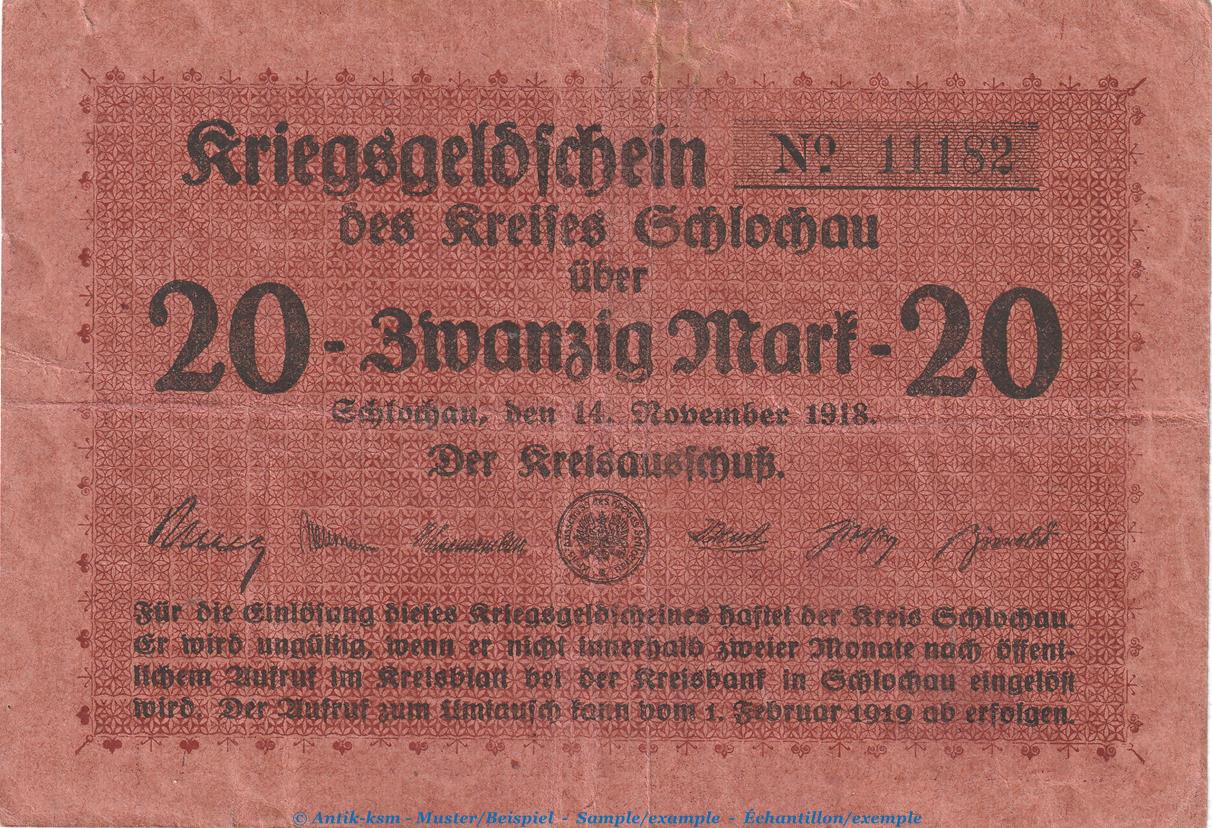 Kriegsgeldschein
Nº 11182
des Kreises Schlochau
über
20 - Zwanzig Mark - 20
Schlochau, den 14. November 1918.
Der Kreisausschuß.
Für die Einlösung dieses Kriegsgeldscheines haftet der Kreis Schlochau.
Er wird ungültig, wenn er nicht innerhalb zweier Monate nach öffent-
lichem Aufruf im Kreisblatt bei der Kreisbank in Schlochau eingelöst
wird. Der Aufruf zum Umtausch kann vom 1. Februar 1919 ab erfolgen.
© Antik-ksm - Muster/Beispiel - Sample/example - Échantillon/exemple